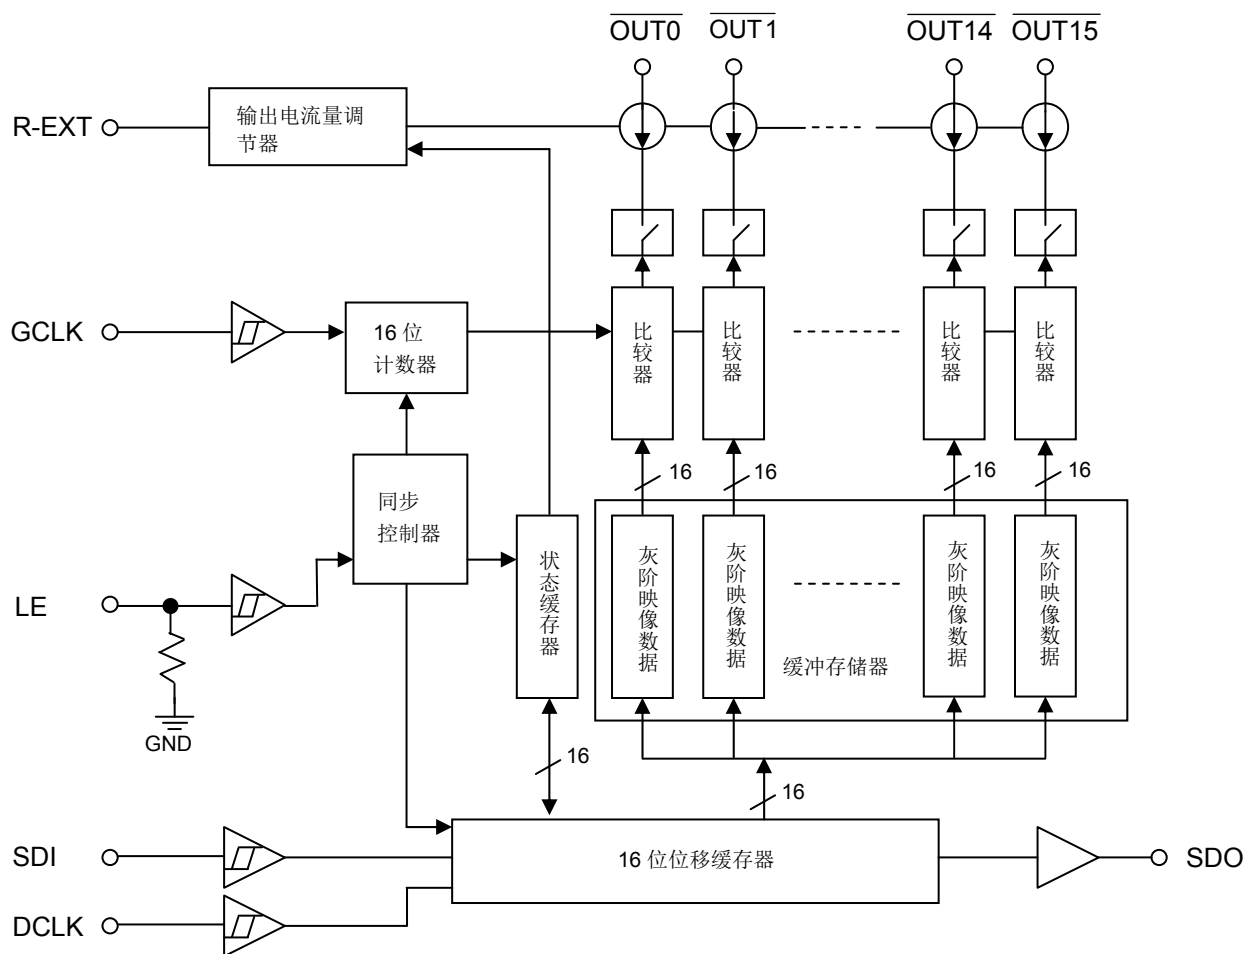 OUT0 OUT1 OUT14 OUT15
R-EXT
输出电流量调
节器
GCLK
16 位
计数器
比较器
比较器
比较器
比较器
16
16
16
16
同步
控制器
LE
GND
状态缓存器
灰阶映像数据
灰阶映像数据
灰阶映像数据
灰阶映像数据
缓冲存储器
16
16
SDI
16 位位移缓存器
SDO
DCLK